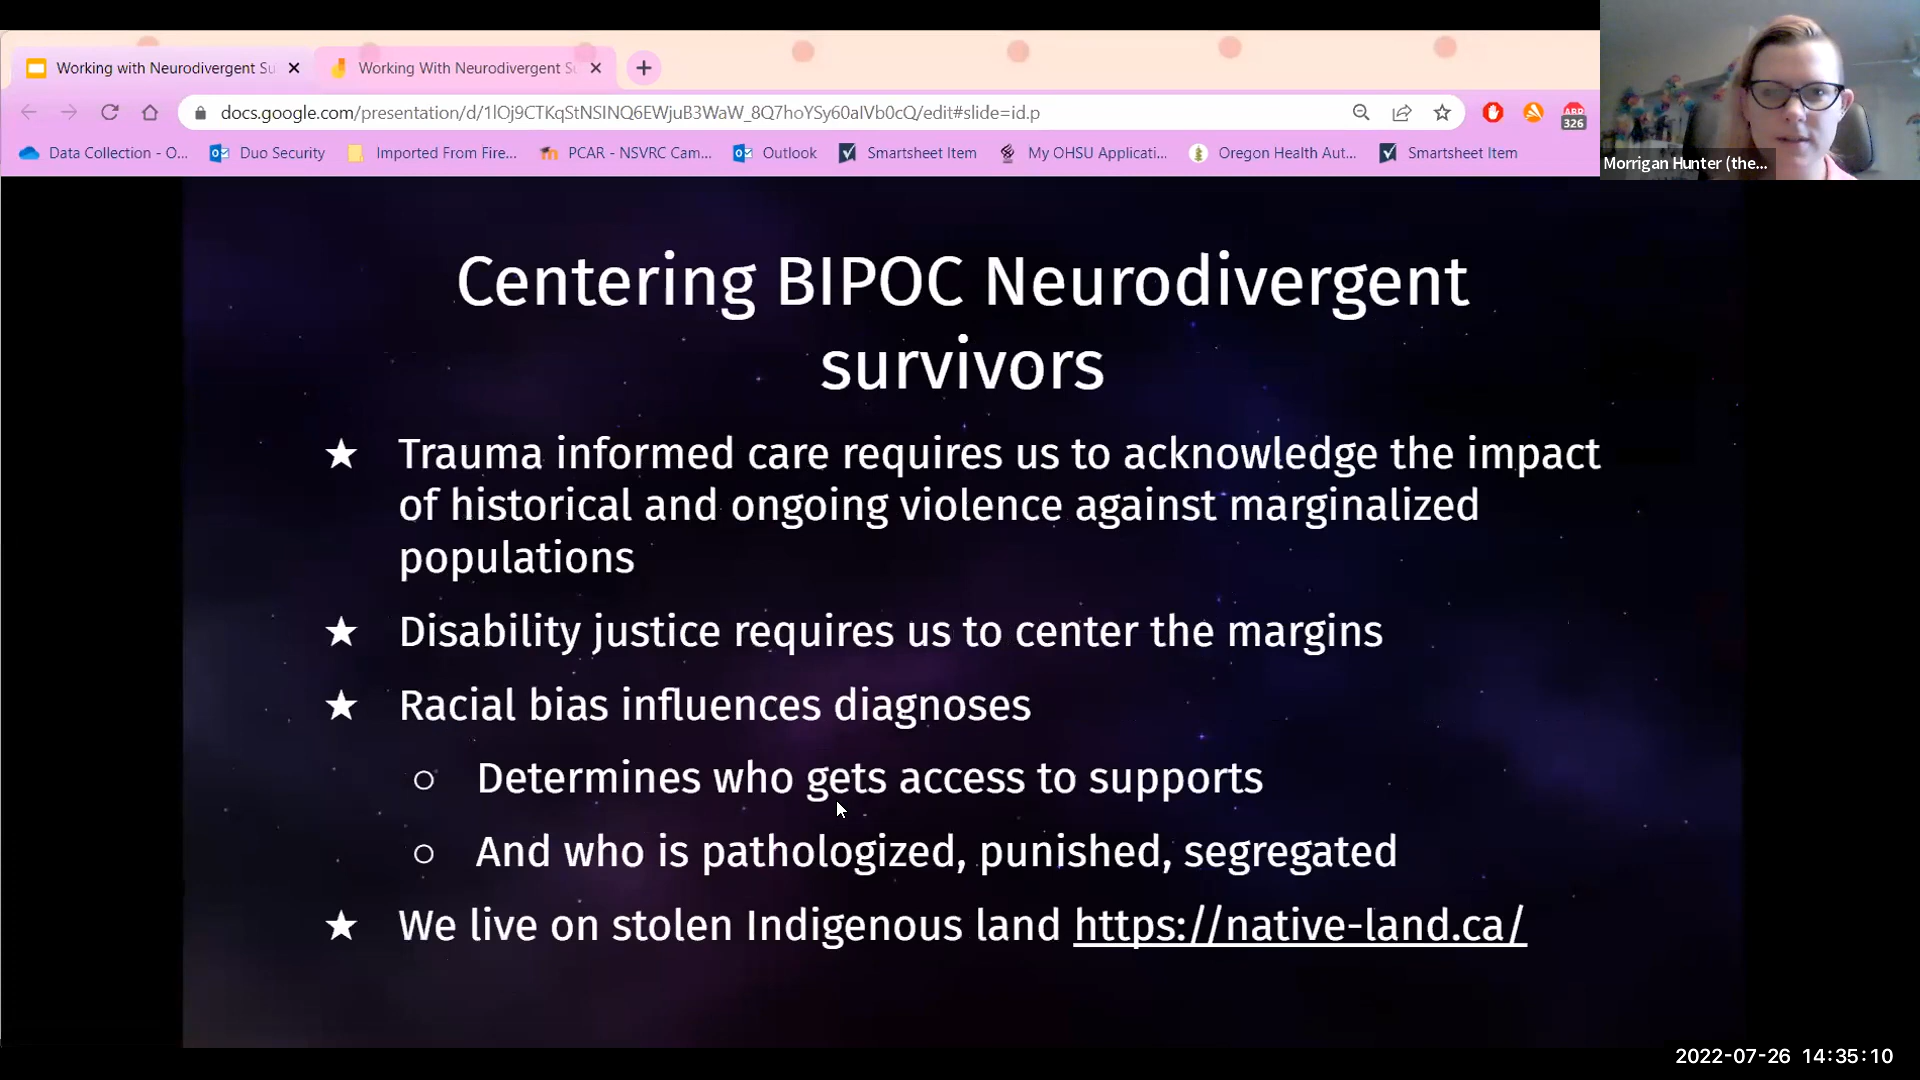 Working with Neurodivergent Su
Working With Neurodivergent Su
docs.google.com/presentation/d/1lOj9CTKqStNSINQ6EWjuB3WaW_8Q7hoYSy60aIVb0cQ/edit#slide=id.p
ABP
326
Data Collection - O...
Duo Security
Imported From Fire...
PCAR - NSVRC Cam...
Outlook
Smartsheet Item
My OHSU Applicati...
Oregon Health Aut...
Smartsheet Item
Morrigan Hunter (the...
Centering BIPOC Neurodivergent
survivors
★ Trauma informed care requires us to acknowledge the impact
of historical and ongoing violence against marginalized
populations
★ Disability justice requires us to center the margins
★ Racial bias influences diagnoses
○ Determines who gets access to supports
○ And who is pathologized, punished, segregated
★ We live on stolen Indigenous land https://native-land.ca/
2022-07-26 14:35:10